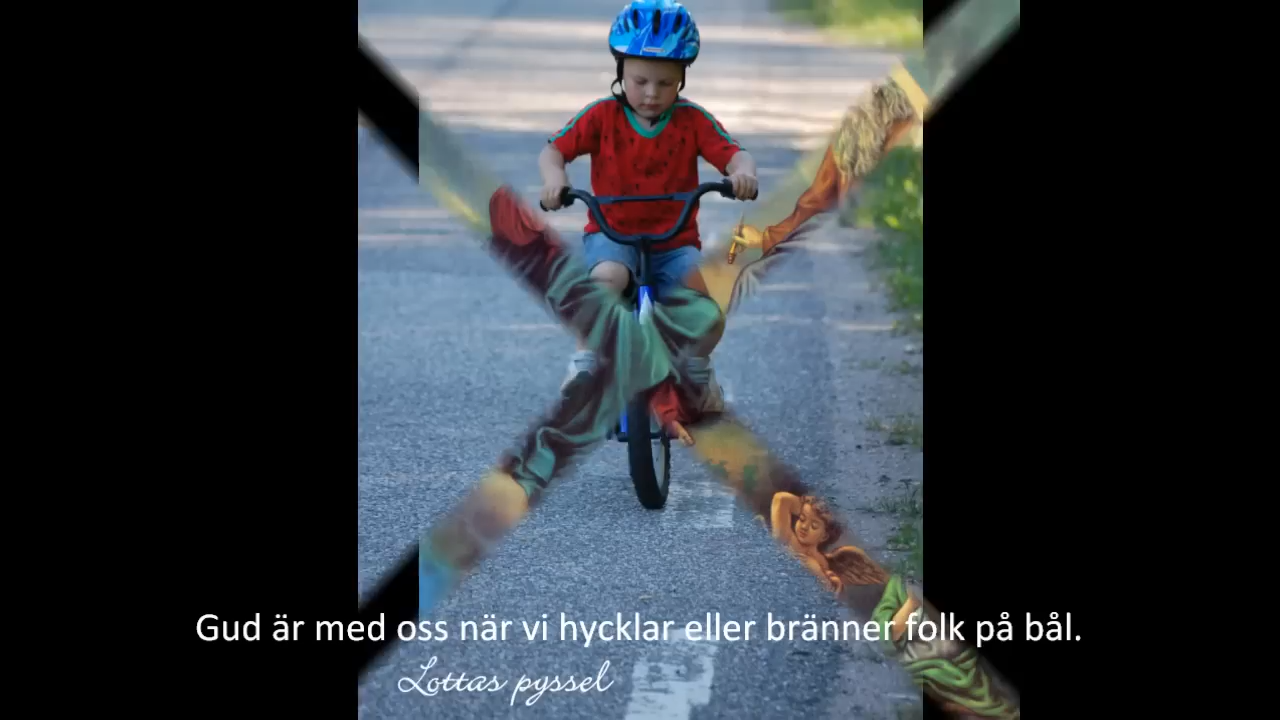 Gud är med oss när vi hycklar eller bränner folk på bål.
Lottas pyssel